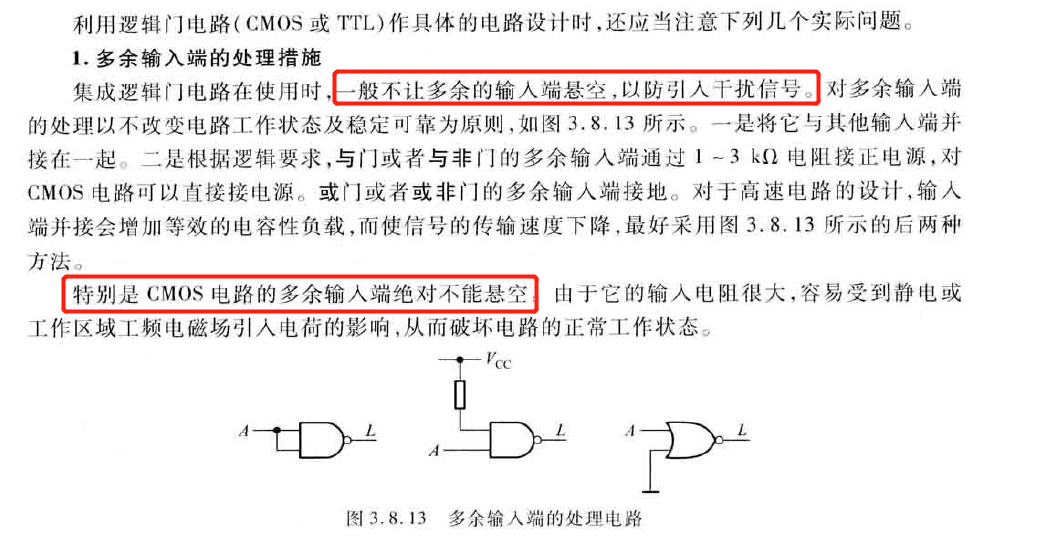 利用逻辑门电路(CMOS 或 TTL)作具体的电路设计时,还应当注意下列几个实际问题。
1. 多余输入端的处理措施
集成逻辑门电路在使用时,一般不让多余的输入端悬空,以防引入干扰信号。对多余输入端
的处理以不改变电路工作状态及稳定可靠为原则,如图 3.8.13 所示。一是将它与其他输入端并
接在一起。二是根据逻辑要求,与门或者与非门的多余输入端通过 1 ~ 3 kΩ 电阻接正电源,对
CMOS 电路可以直接接电源。或门或者或非门的多余输入端接地。对于高速电路的设计,输入
端并接会增加等效的电容性负载,而使信号的传输速度下降,最好采用图 3.8.13 所示的后两种
方法。
特别是 CMOS 电路的多余输入端绝对不能悬空。由于它的输入电阻很大,容易受到静电或
工作区域工频电磁场引入电荷的影响,从而破坏电路的正常工作状态。
VCC
A L A L A L
图 3.8.13 多余输入端的处理电路